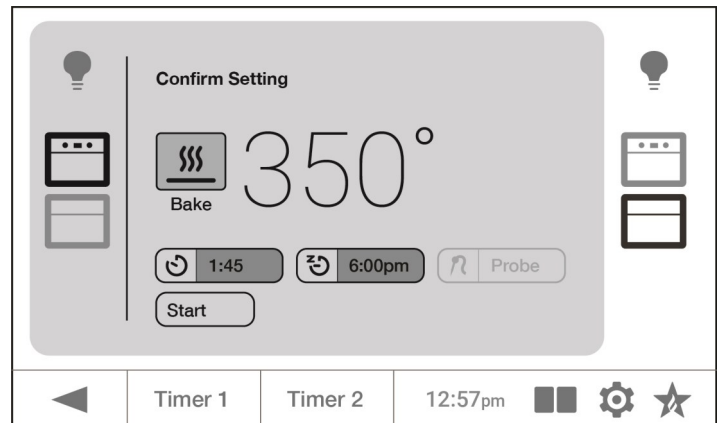 Confirm Setting
350°
Bake
1:45
6:00pm
Probe
Start
Timer 1
Timer 2
12:57pm